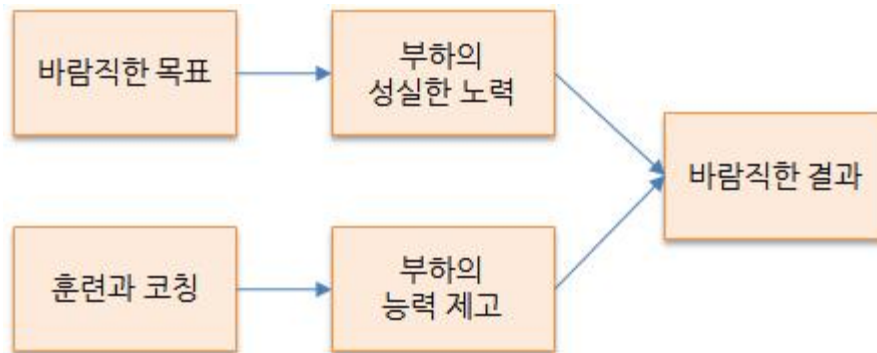 바람직한 목표
부하의
성실한 노력
바람직한 결과
훈련과 코칭
부하의
능력 제고